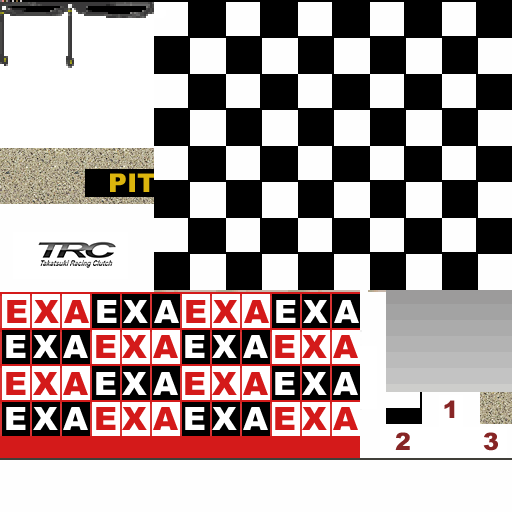 PIT
TRC
Takatsuki Racing Clutch
EXAEXAEXAEXA
EXAEXAEXAEXA
EXAEXAEXAEXA
EXAEXAEXAEXA
1
2 3